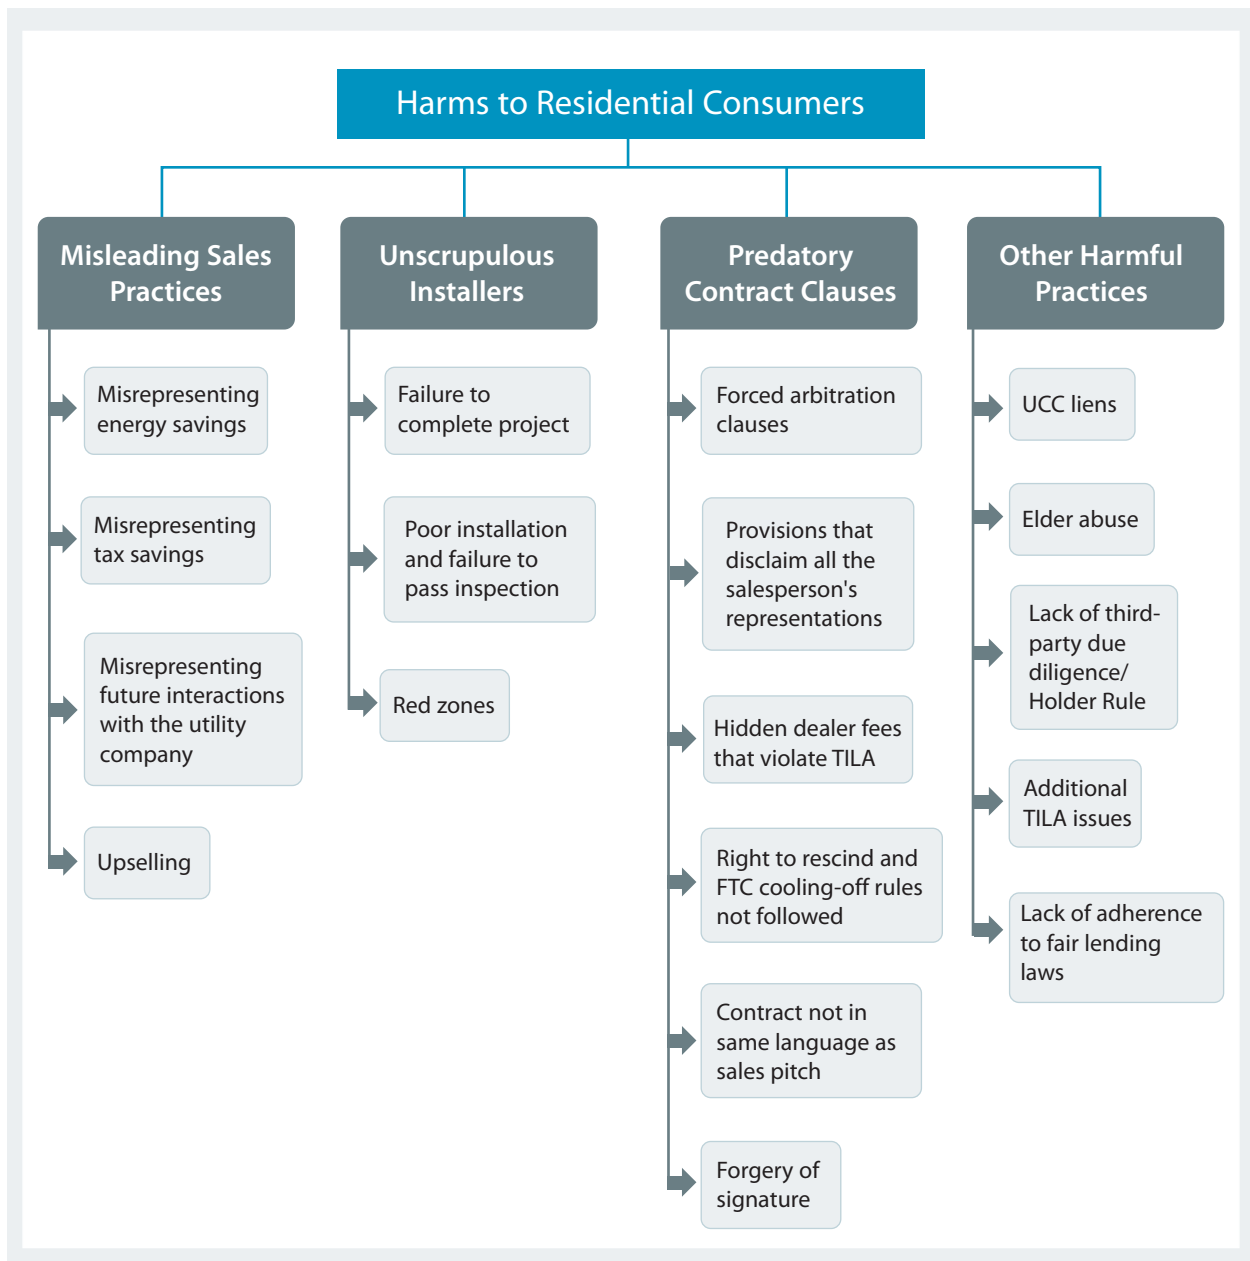 Harms to Residential Consumers
Misleading Sales
Practices
Misrepresenting
energy savings
Misrepresenting
tax savings
Misrepresenting
future interactions
with the utility
company
Upselling
Unscrupulous
Installers
Failure to
complete project
Poor installation
and failure to
pass inspection
Red zones
Predatory
Contract Clauses
Forced arbitration
clauses
Provisions that
disclaim all the
salesperson's
representations
Hidden dealer fees
that violate TILA
Right to rescind and
FTC cooling-off rules
not followed
Contract not in
same language as
sales pitch
Forgery of
signature
Other Harmful
Practices
UCC liens
Elder abuse
Lack of third-
party due
diligence/
Holder Rule
Additional
TILA issues
Lack of adherence
to fair lending
laws